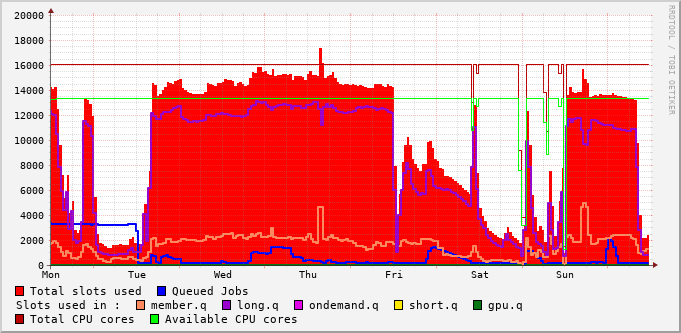 20000
18000
16000
14000
12000
10000
8000
6000
4000
2000
0
Mon Tue Wed Thu Fri Sat Sun
RRDTOOL / TOBI OETIKER
Total slots used Queued Jobs
Slots used in : member.q long.q ondemand.q short.q gpu.q
Total CPU cores Available CPU cores